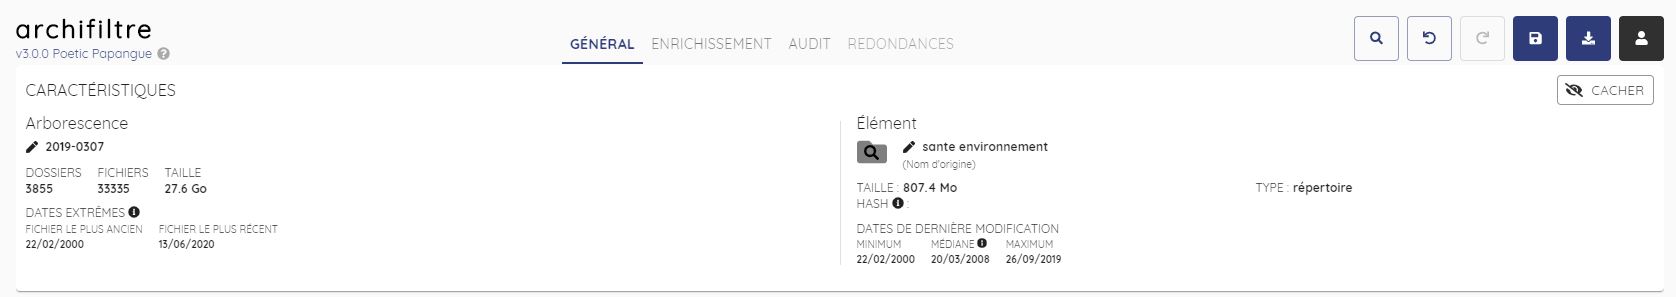 archifiltre
v3.0.0 Poetic Papangue
GÉNÉRAL ENRICHISSEMENT AUDIT REDONDANCES
CARACTÉRISTIQUES
CACHER
Arborescence
2019-0307
DOSSIERS FICHIERS TAILLE
3855 33335 27.6 Go
DATES EXTRÊMES
FICHIER LE PLUS ANCIEN FICHIER LE PLUS RÉCENT
22/02/2000 13/06/2020
Élément
sante environnement
(Nom d'origine)
TAILLE : 807.4 Mo TYPE : répertoire
HASH :
DATES DE DERNIÈRE MODIFICATION
MINIMUM MÉDIANE MAXIMUM
22/02/2000 20/03/2008 26/09/2019